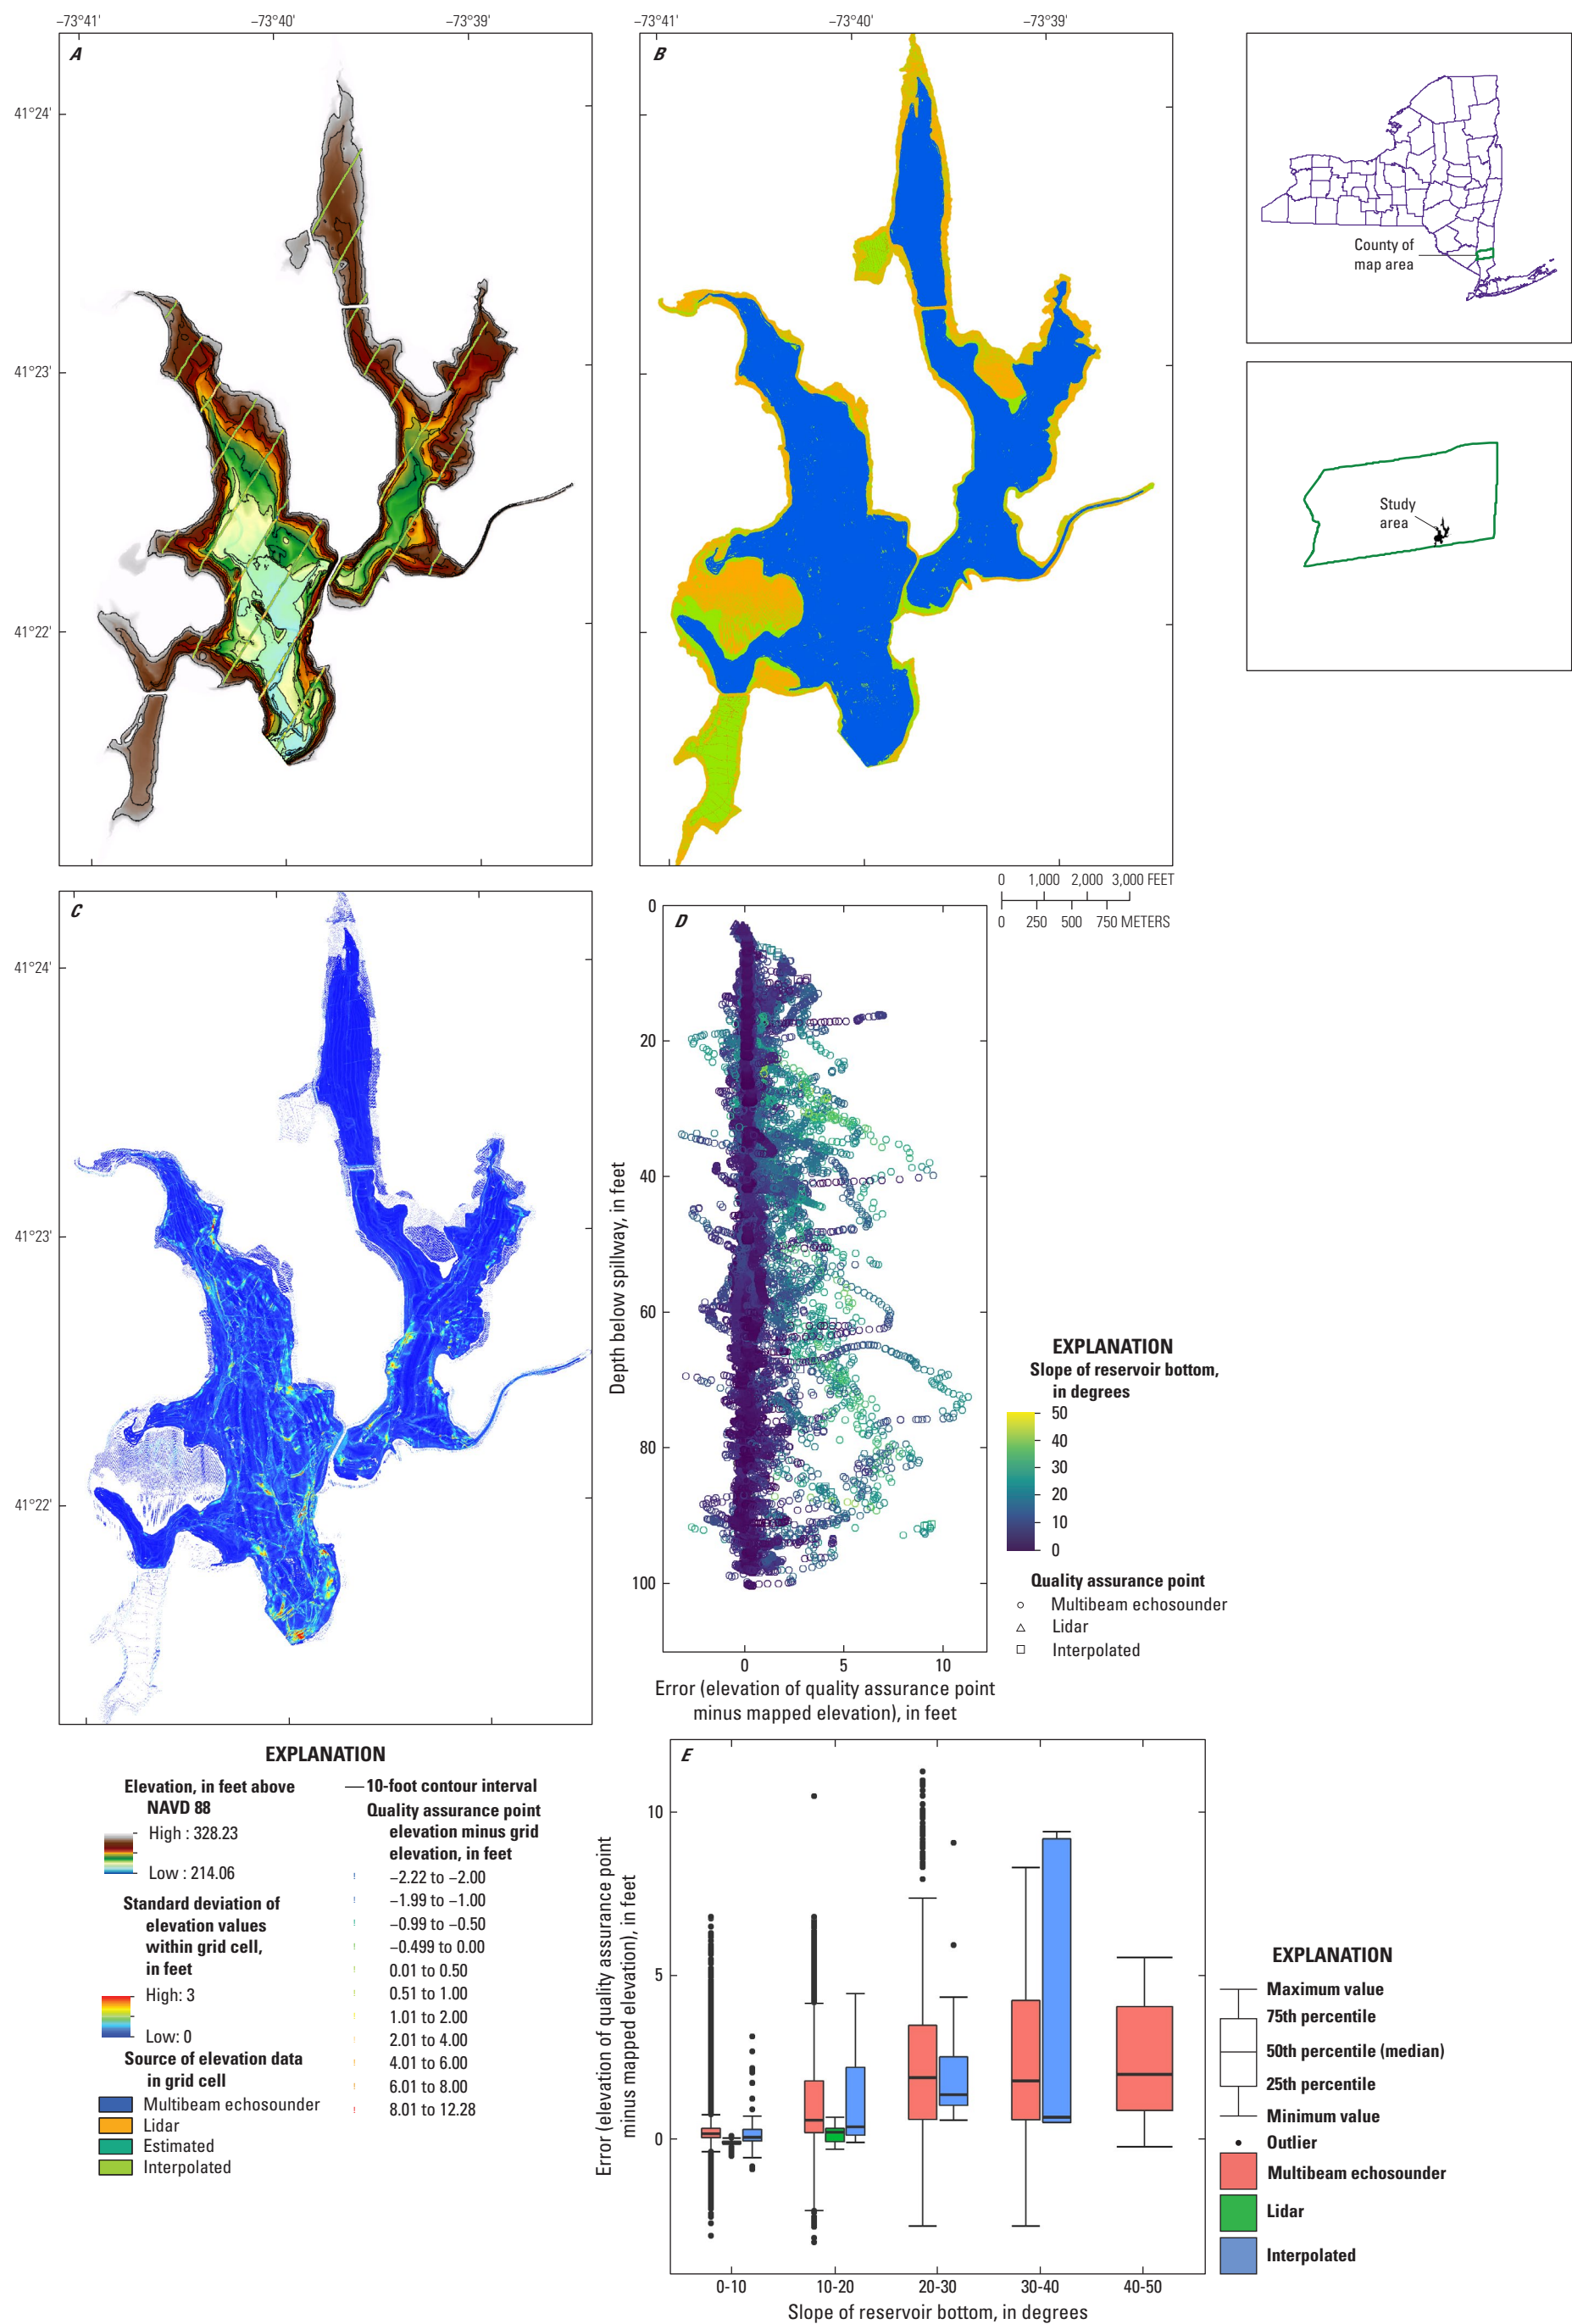 −73°41'
−73°40'
−73°39'
−73°41'
−73°40'
−73°39'
A
B
41°24'
41°23'
41°22'
County of
map area
Study
area
0 1,000 2,000 3,000 FEET
0 250 500 750 METERS
C
41°24'
41°23'
41°22'
D
0
20
40
60
80
100
Depth below spillway, in feet
0 5 10
Error (elevation of quality assurance point
minus mapped elevation), in feet
EXPLANATION
Slope of reservoir bottom,
in degrees
50
40
30
20
10
0
Quality assurance point
Multibeam echosounder
Lidar
Interpolated
EXPLANATION
Elevation, in feet above
NAVD 88
High : 328.23
Low : 214.06
Standard deviation of
elevation values
within grid cell,
in feet
High: 3
Low: 0
Source of elevation data
in grid cell
Multibeam echosounder
Lidar
Estimated
Interpolated
10-foot contour interval
Quality assurance point
elevation minus grid
elevation, in feet
−2.22 to −2.00
−1.99 to −1.00
−0.99 to −0.50
−0.499 to 0.00
0.01 to 0.50
0.51 to 1.00
1.01 to 2.00
2.01 to 4.00
4.01 to 6.00
6.01 to 8.00
8.01 to 12.28
E
10
5
0
Error (elevation of quality assurance point
minus mapped elevation), in feet
0-10
10-20
20-30
30-40
40-50
Slope of reservoir bottom, in degrees
EXPLANATION
Maximum value
75th percentile
50th percentile (median)
25th percentile
Minimum value
Outlier
Multibeam echosounder
Lidar
Interpolated